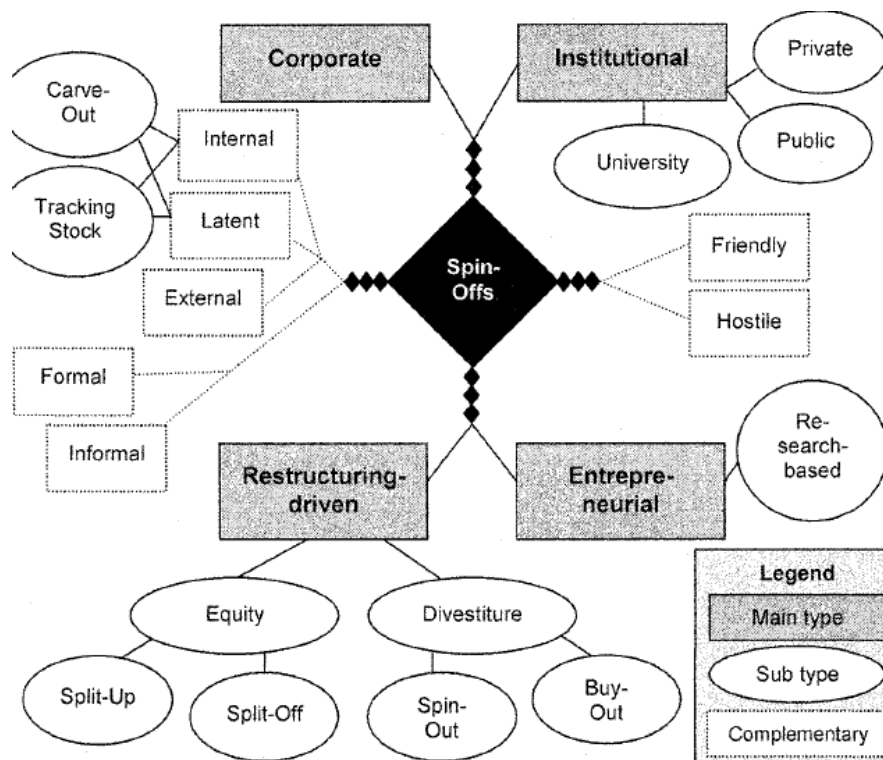 Corporate
Institutional
Private
Public
University
Carve-
Out
Internal
Tracking
Stock
Latent
External
Formal
Informal
Spin-
Offs
Friendly
Hostile
Restructuring-
driven
Entrepre-
neurial
Re-
search-
based
Equity
Divestiture
Split-Up
Split-Off
Spin-
Out
Buy-
Out
Legend
Main type
Sub type
Complementary